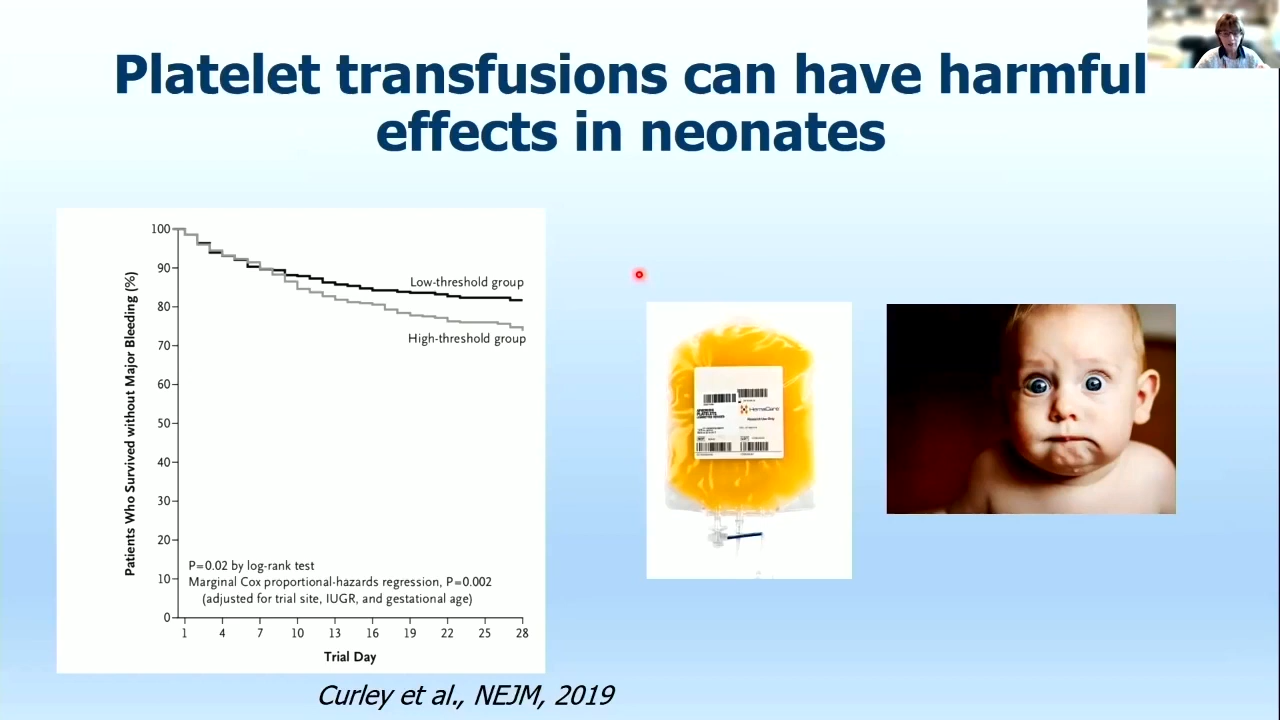 Platelet transfusions can have harmful
effects in neonates
100
90
80
70
60
50
40
30
20
10
0
Patients Who Survived without Major Bleeding (%)
Low-threshold group
High-threshold group
P=0.02 by log-rank test
Marginal Cox proportional-hazards regression, P=0.002
(adjusted for trial site, IUGR, and gestational age)
1 4 7 10 13 16 19 22 25 28
Trial Day
HemaCare
Curley et al., NEJM, 2019